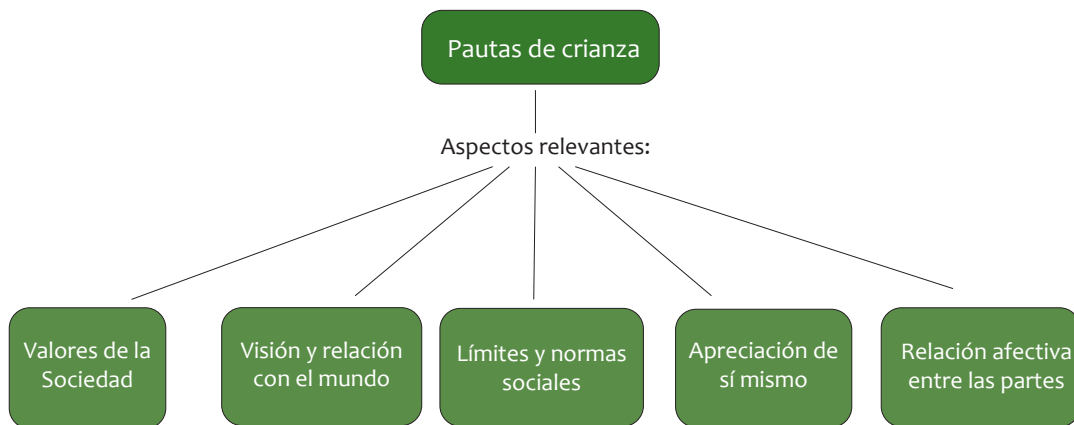 Pautas de crianza
Aspectos relevantes:
Valores de la
Sociedad
Visión y relación
con el mundo
Límites y normas
sociales
Apreciación de
sí mismo
Relación afectiva
entre las partes